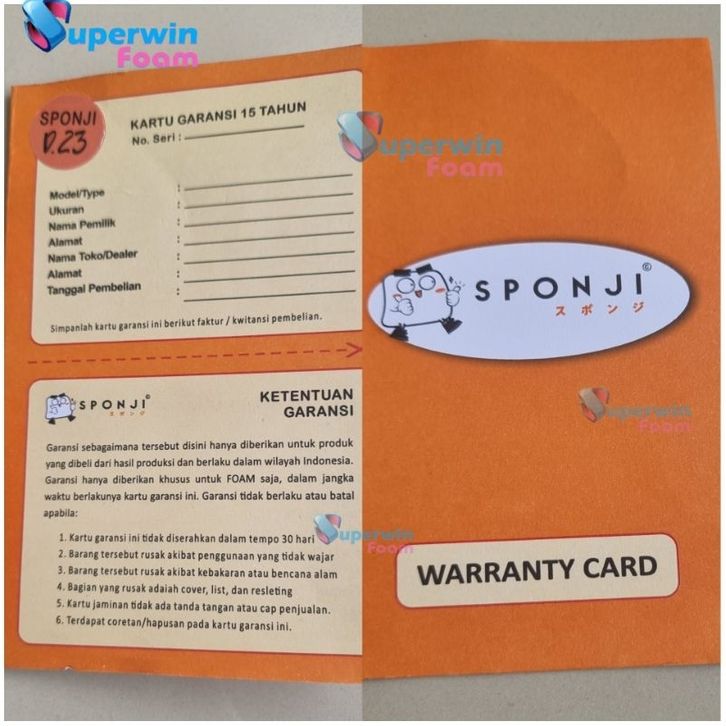 Superwin
Foam
SPONJI
D.23
KARTU GARANSI 15 TAHUN
No. Seri :
Model/Type :
Ukuran :
Nama Pemilik :
Alamat :
Nama Toko/Dealer :
Alamat :
Tanggal Pembelian :
Simpanlah kartu garansi ini berikut faktur / kwitansi pembelian.
SPONJI
スポンジ
KETENTUAN
GARANSI
Garansi sebagaimana tersebut disini hanya diberikan untuk produk
yang dibeli dari hasil produksi dan berlaku dalam wilayah Indonesia.
Garansi hanya diberikan khusus untuk FOAM saja, dalam jangka
waktu berlakunya kartu garansi ini. Garansi tidak berlaku atau batal
apabila:
1. Kartu garansi ini tidak diserahkan dalam tempo 30 hari
2. Barang tersebut rusak akibat penggunaan yang tidak wajar
3. Barang tersebut rusak akibat kebakaran atau bencana alam
4. Bagian yang rusak adaiah cover, list, dan resleting
5. Kartu jaminan tidak ada tanda tangan atau cap penjualan.
6. Terdapat coretan/hapusan pada kartu garansi ini.
Superwin
Foam
Superwin
Foam
SPONJI ©
スポンジ
Superwin
Foam
WARRANTY CARD